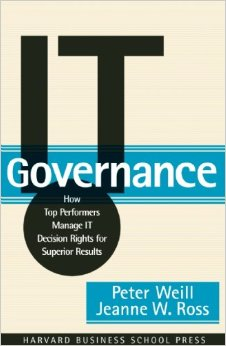 IT
Governance
How
Top Performers
Manage IT
Decision Rights for
Superior Results
Peter Weill
Jeanne W. Ross
HARVARD BUSINESS SCHOOL PRESS